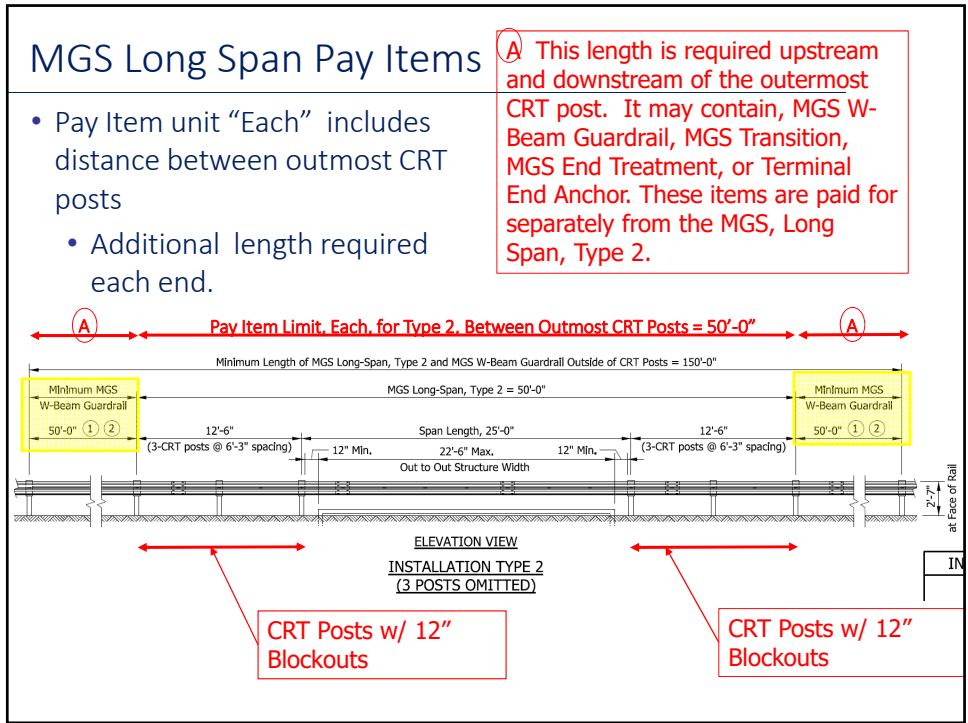 MGS Long Span Pay Items
• Pay Item unit “Each” includes
distance between outmost CRT
posts
• Additional length required
each end.
A This length is required upstream
and downstream of the outermost
CRT post. It may contain, MGS W-
Beam Guardrail, MGS Transition,
MGS End Treatment, or Terminal
End Anchor. These items are paid for
separately from the MGS, Long
Span, Type 2.
A
Pay Item Limit, Each, for Type 2, Between Outmost CRT Posts = 50’-0”
A
Minimum Length of MGS Long-Span, Type 2 and MGS W-Beam Guardrail Outside of CRT Posts = 150'-0"
Minimum MGS
W-Beam Guardrail
50'-0" ① ②
MGS Long-Span, Type 2 = 50'-0"
Minimum MGS
W-Beam Guardrail
50'-0" ① ②
12'-6"
(3-CRT posts @ 6'-3" spacing)
Span Length, 25'-0"
12'-6"
(3-CRT posts @ 6'-3" spacing)
12" Min.
22'-6" Max.
12" Min.
Out to Out Structure Width
2'-7"
at Face of Rail
ELEVATION VIEW
INSTALLATION TYPE 2
(3 POSTS OMITTED)
IN
CRT Posts w/ 12”
Blockouts
CRT Posts w/ 12”
Blockouts